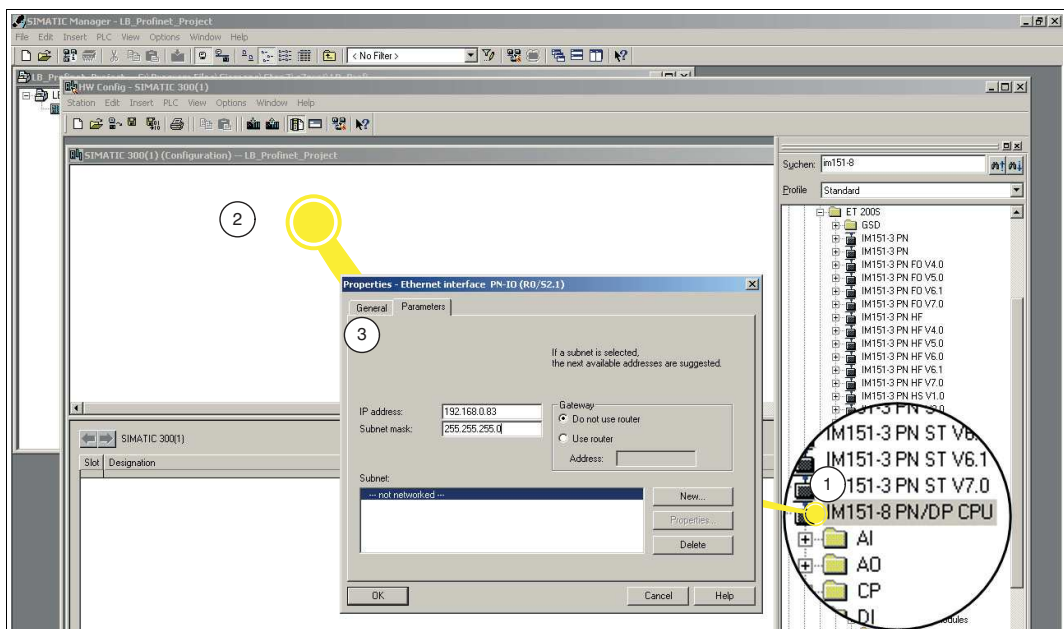 SIMATIC Manager - LB_Profinet_Project
File Edit Insert PLC View Options Window Help
< No Filter >
HW Config - SIMATIC 300(1)
Station Edit Insert PLC View Options Window Help
SIMATIC 300(1) (Configuration) -- LB_Profinet_Project
2
Properties - Ethernet interface PN-IO (R0/S2.1)
General Parameters
3
If a subnet is selected,
the next available addresses are suggested.
IP address: 192.168.0.83
Subnet mask: 255.255.255.0
Gateway
Do not use router
Use router
Address:
Subnet:
--- not networked ---
New...
Properties...
Delete
OK Cancel Help
SIMATIC 300(1)
Slot Designation
Suchen: im151-8
Profile Standard
ET 200S
GSD
IM151-3 PN
IM151-3 PN
IM151-3 PN FO V4.0
IM151-3 PN FO V5.0
IM151-3 PN FO V6.1
IM151-3 PN FO V7.0
IM151-3 PN HF
IM151-3 PN HF V4.0
IM151-3 PN HF V5.0
IM151-3 PN HF V6.0
IM151-3 PN HF V6.1
IM151-3 PN HF V7.0
IM151-3 PN HS V1.0
IM151-3 PN ST V6.1
1
151-3 PN ST V7.0
IM151-8 PN/DP CPU
AI
AO
CP
DI